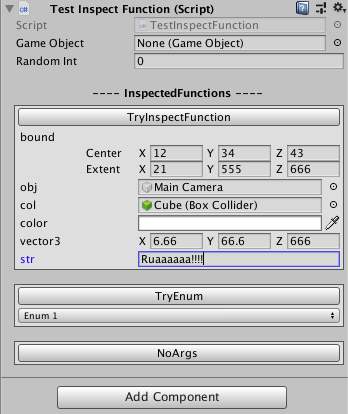 Test Inspect Function (Script)
Script TestInspectFunction
Game Object None (Game Object)
Random Int 0
---- InspectedFunctions ----
TryInspectFunction
bound
Center X 12 Y 34 Z 43
Extent X 21 Y 555 Z 666
obj Main Camera
col Cube (Box Collider)
color
vector3 X 6.66 Y 66.6 Z 666
str Ruaaaaaa!!!!
TryEnum
Enum 1
NoArgs
Add Component